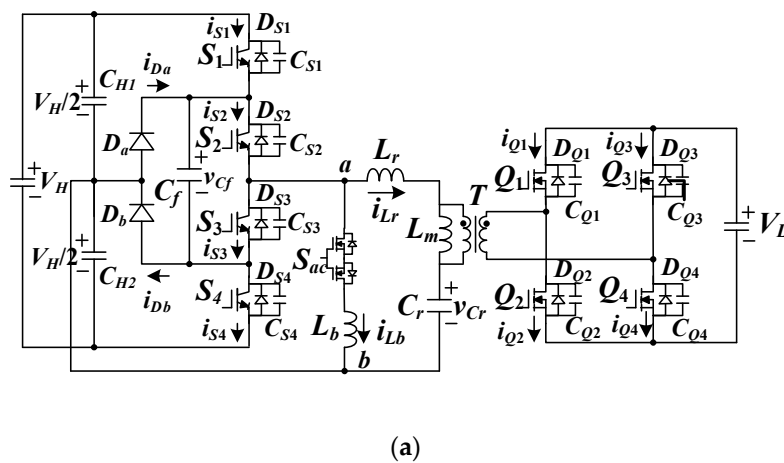 i_S1 D_S1
S_1 C_S1
C_H1 i_Da
V_H/2 + −
i_S2 D_S2
S_2 C_S2
D_a
+ V_H −
C_f + v_Cf −
a L_r
i_Lr
T
L_m
i_Q1 D_Q1 i_Q3 D_Q3
Q_1 Q_3
C_Q1 C_Q3
+ V_L −
D_b
D_S3
S_3 C_S3
i_S3
S_ac
V_H/2 + −
C_H2 i_Db
D_S4
S_4
i_S4 C_S4
L_b i_Lb
C_r + v_Cr −
b
D_Q2 D_Q4
Q_2 Q_4
i_Q2 C_Q2 i_Q4 C_Q4
(a)